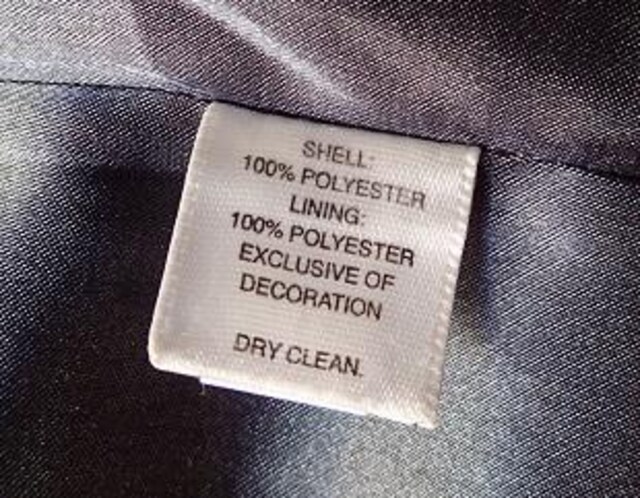 SHELL:
100% POLYESTER
LINING:
100% POLYESTER
EXCLUSIVE OF
DECORATION
DRY CLEAN.